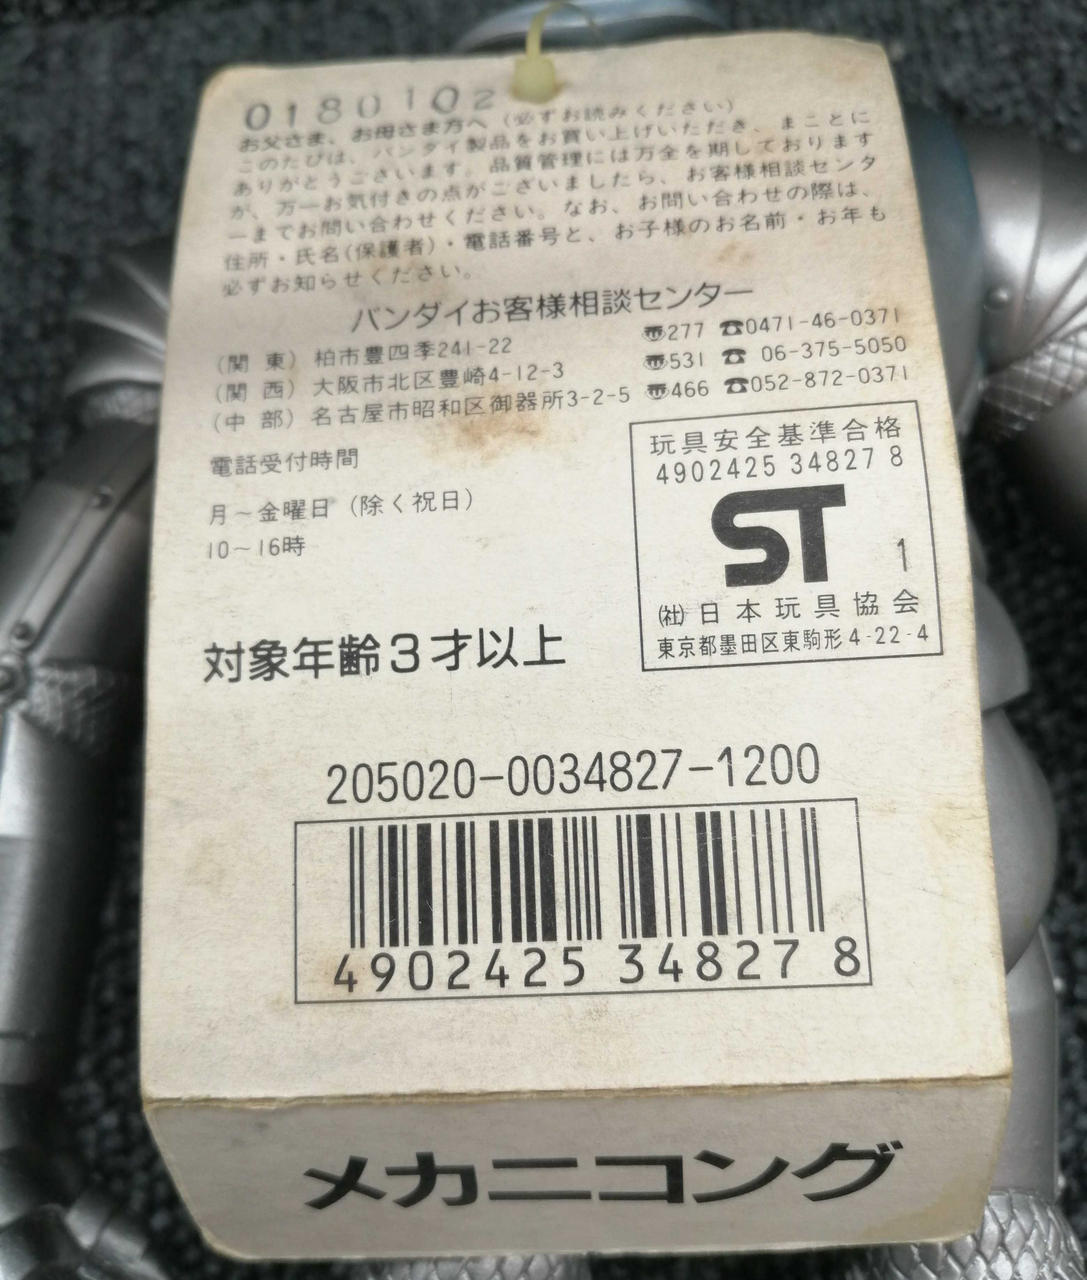 0180102
お父さま、お母さま方へ（必ずお読みください）
このたびは、バンダイ製品をお買い上げいただき、まことに
ありがとうございます。品質管理には万全を期しております
が、万一お気付きの点がございましたら、お客様相談センタ
ーまでお問い合わせください。なお、お問い合わせの際は、
住所・氏名(保護者)・電話番号と、お子様のお名前・お年も
必ずお知らせください。
バンダイお客様相談センター
（関 東） 柏市豊四季241-22 277 ☎0471-46-0371
（関 西） 大阪市北区豊崎4-12-3 531 ☎ 06-375-5050
（中 部） 名古屋市昭和区御器所3-2-5 466 ☎052-872-0371
電話受付時間
月～金曜日（除く祝日）
10～16時
玩具安全基準合格
4902425 34827 8
ST 1
㈳日本玩具協会
東京都墨田区東駒形4-22-4
対象年齢3才以上
205020-0034827-1200
4902425 34827 8
メカニコング